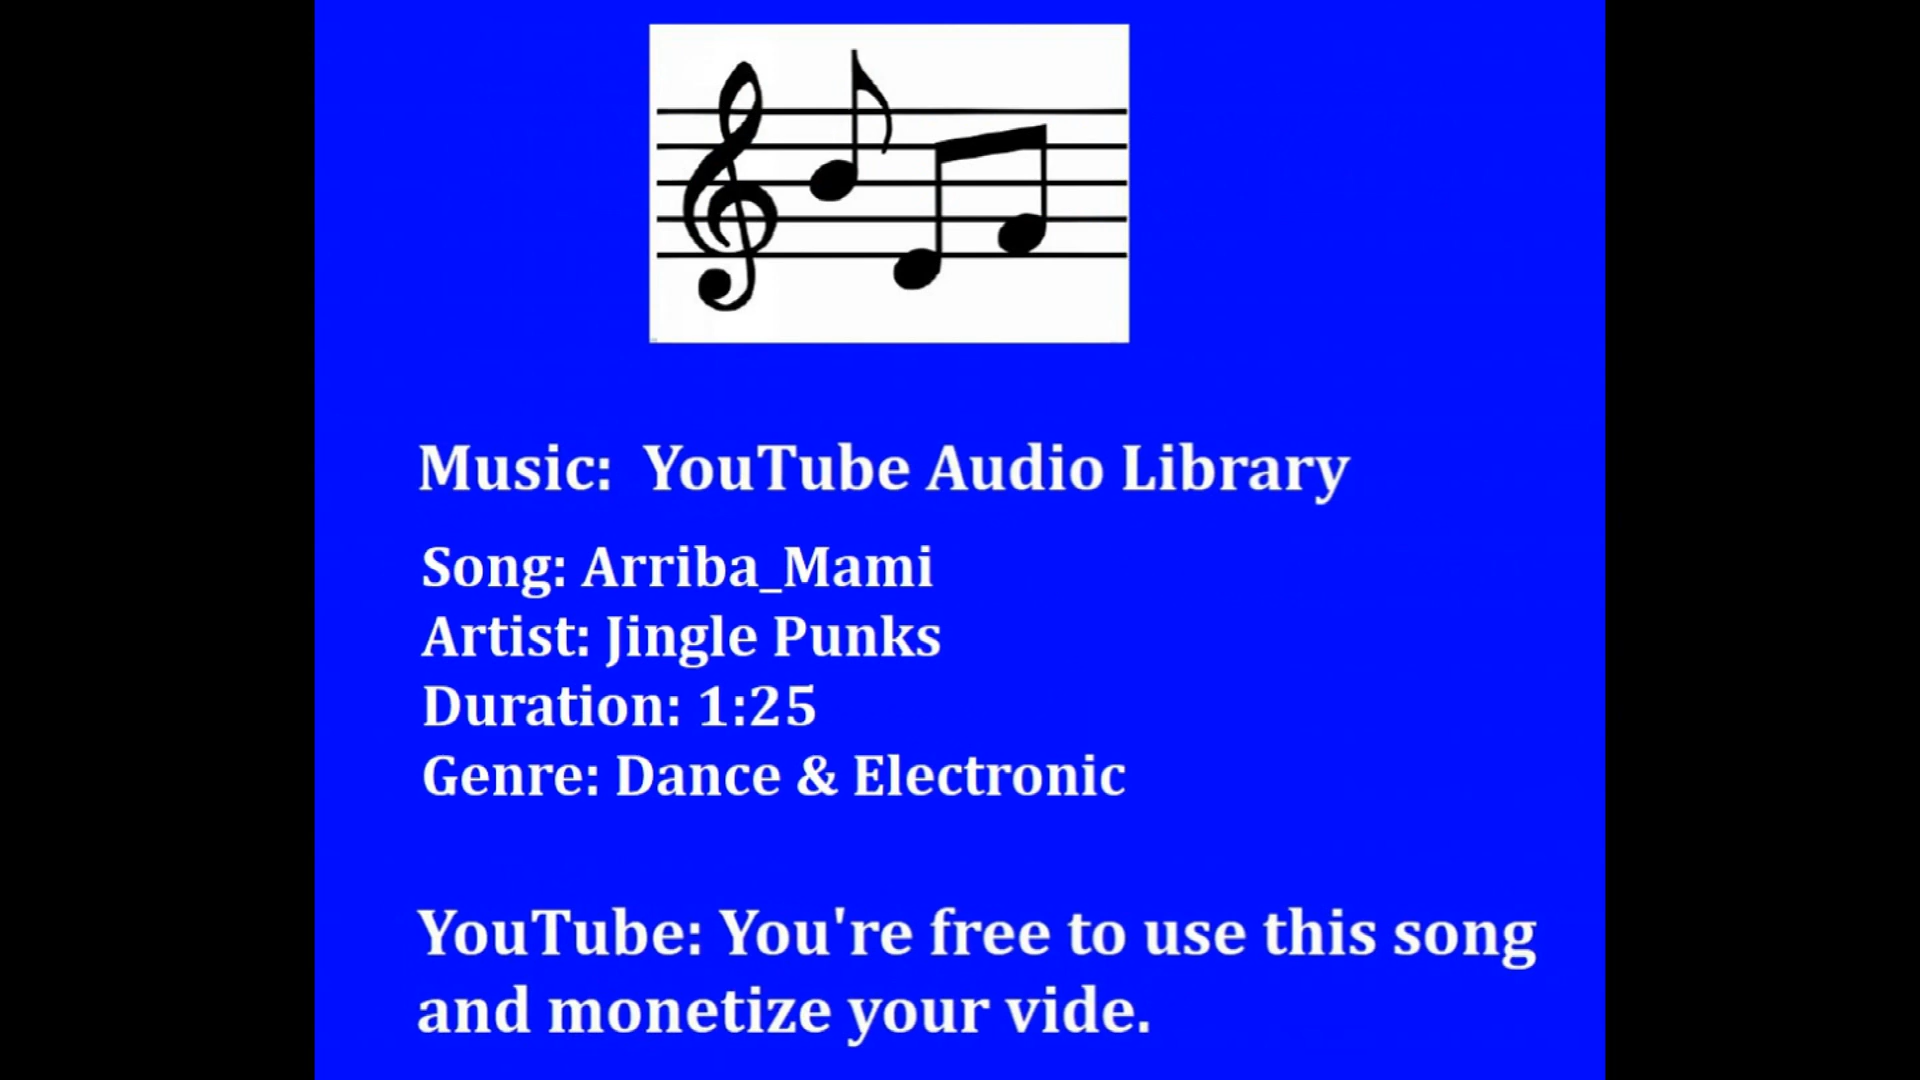 Music: YouTube Audio Library
Song: Arriba_Mami
Artist: Jingle Punks
Duration: 1:25
Genre: Dance & Electronic
YouTube: You're free to use this song
and monetize your vide.